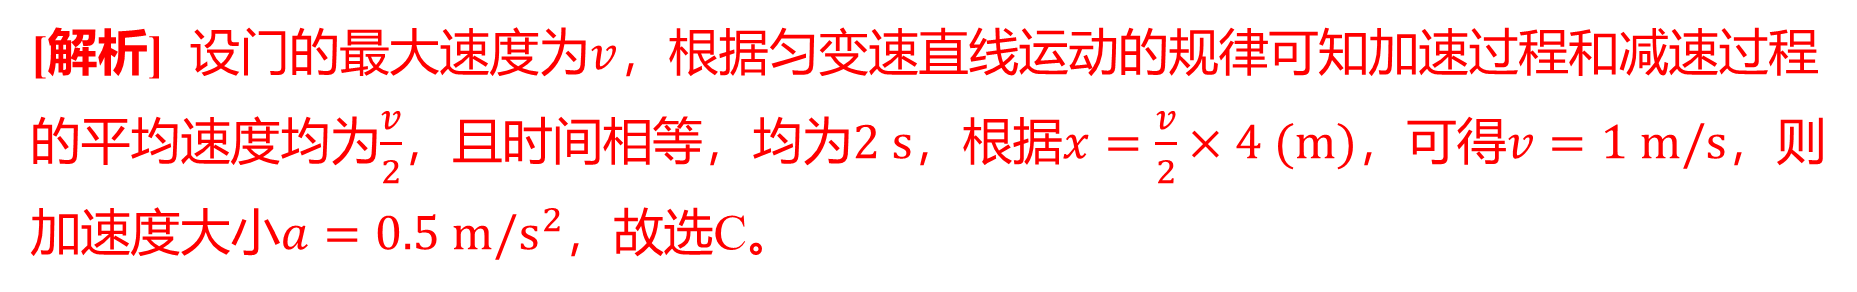 [解析] 设门的最大速度为v，根据匀变速直线运动的规律可知加速过程和减速过程
的平均速度均为v/2，且时间相等，均为2 s，根据x = v/2 × 4 (m)，可得v = 1 m/s，则
加速度大小a = 0.5 m/s²，故选C。